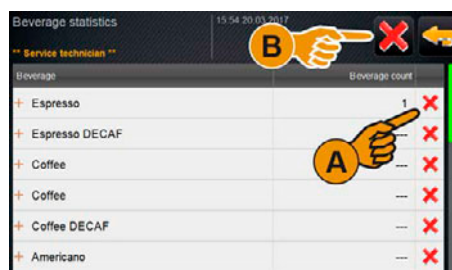 Beverage statistics 15:54 20.03.2017
** Service technician **
B
Beverage Beverage count
+ Espresso 1
+ Espresso DECAF ---
A
+ Coffee ---
+ Coffee ---
+ Coffee DECAF ---
+ Americano ---